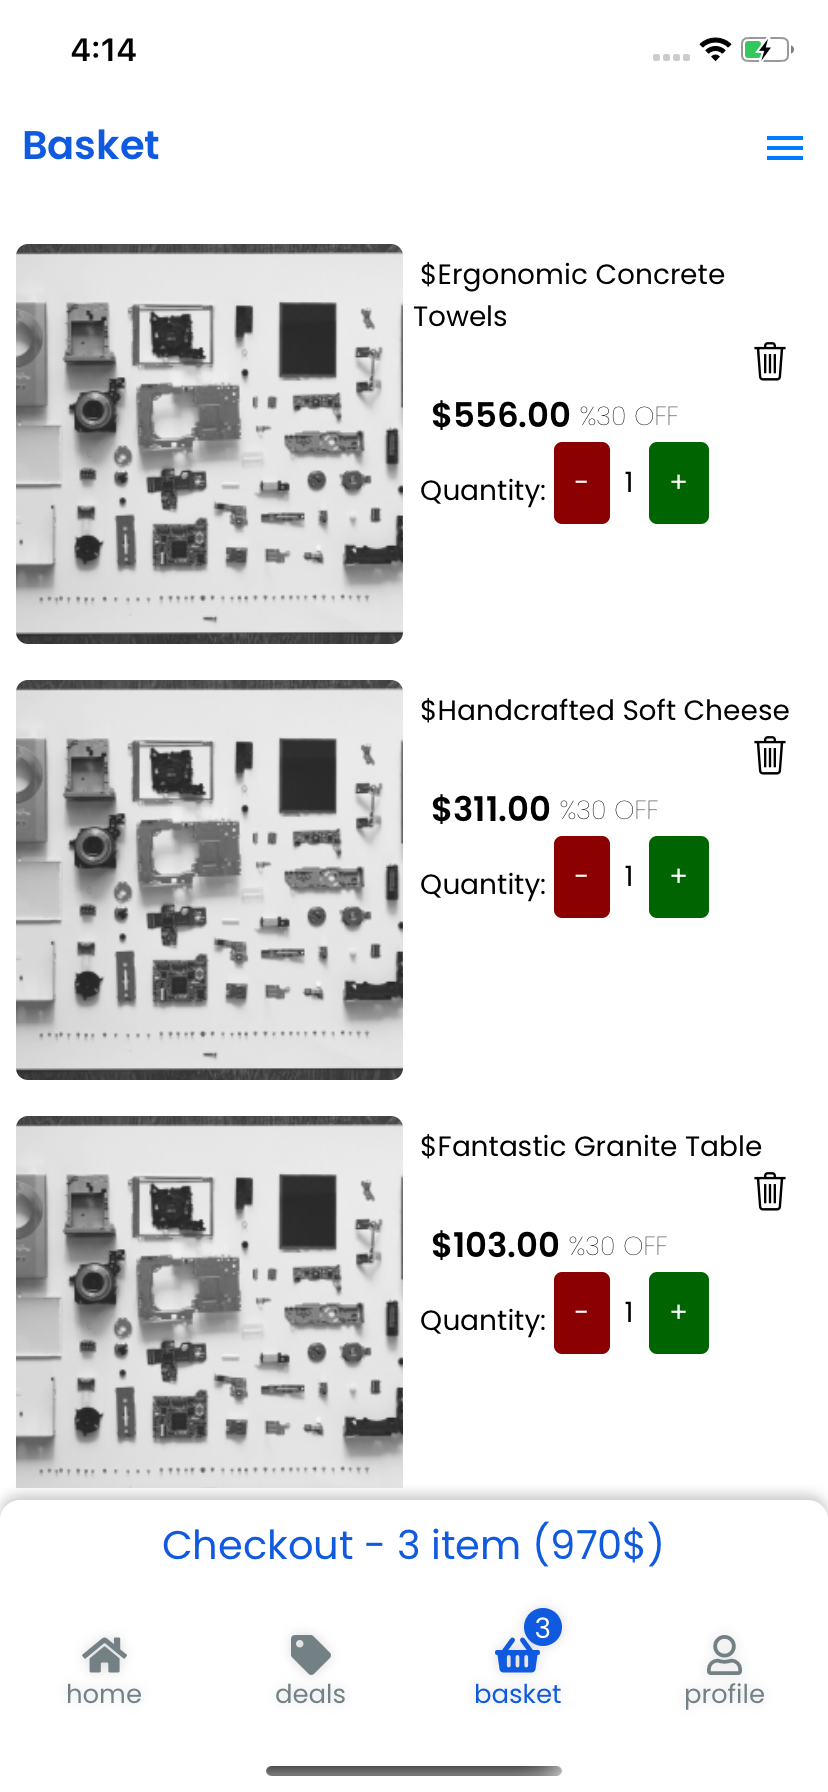 4:14
Basket
$Ergonomic Concrete
Towels
$556.00 %30 OFF
Quantity: - 1 +
$Handcrafted Soft Cheese
$311.00 %30 OFF
Quantity: - 1 +
$Fantastic Granite Table
$103.00 %30 OFF
Quantity: - 1 +
Checkout - 3 item (970$)
3
home deals basket profile